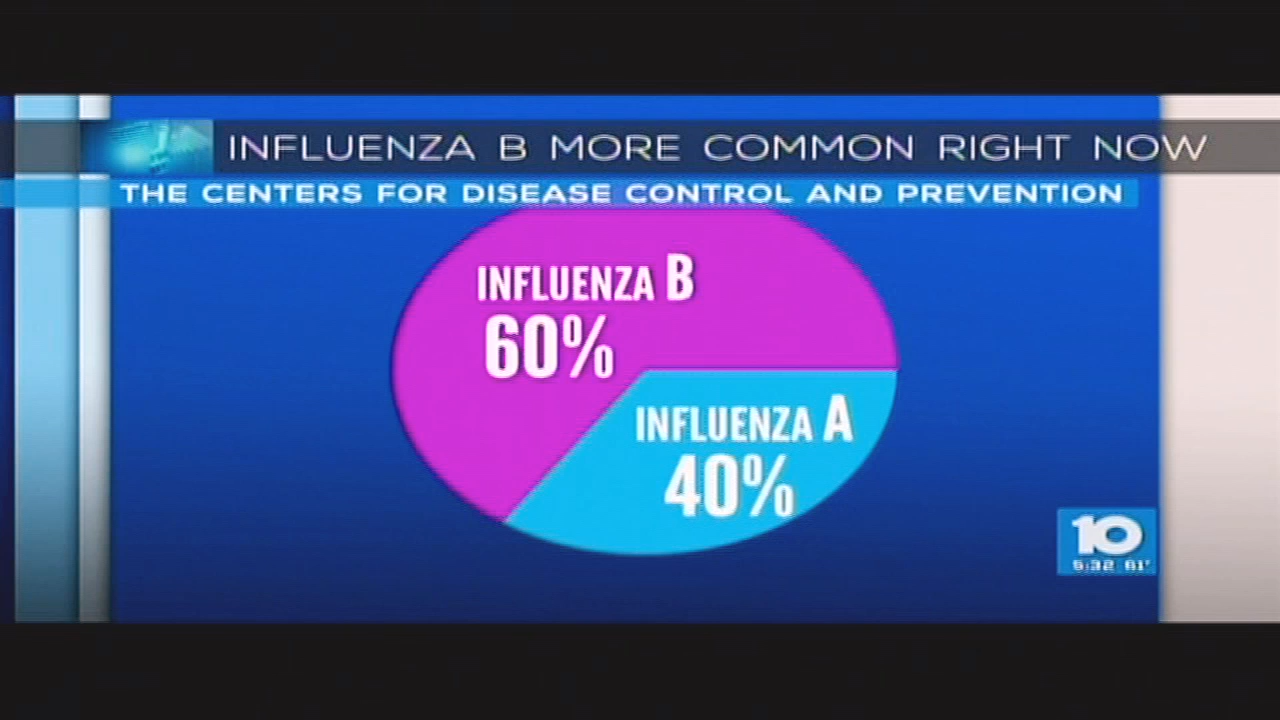 INFLUENZA B MORE COMMON RIGHT NOW
THE CENTERS FOR DISEASE CONTROL AND PREVENTION
INFLUENZA B
60%
INFLUENZA A
40%
10